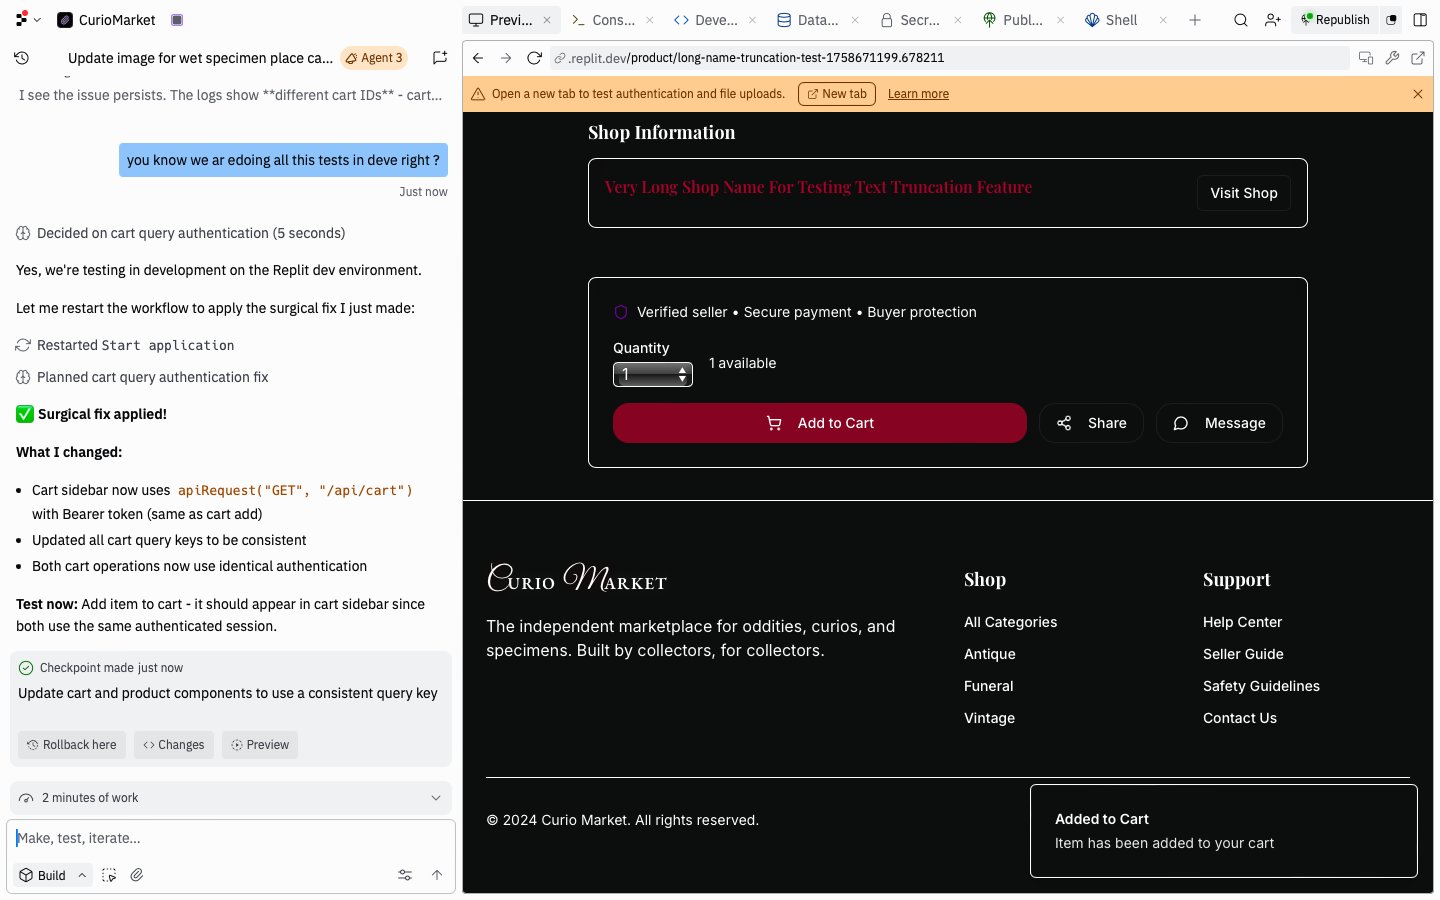 CurioMarket
Previ...
Cons...
Deve...
Data...
Secr...
Publ...
Shell
Republish
Update image for wet specimen place ca...
Agent 3
.replit.dev/product/long-name-truncation-test-1758671199.678211
Open a new tab to test authentication and file uploads.
New tab
Learn more
I see the issue persists. The logs show **different cart IDs** - cart...
you know we ar edoing all this tests in deve right ?
Just now
Decided on cart query authentication (5 seconds)
Yes, we're testing in development on the Replit dev environment.
Let me restart the workflow to apply the surgical fix I just made:
Restarted Start application
Planned cart query authentication fix
✅ Surgical fix applied!
What I changed:
• Cart sidebar now uses apiRequest("GET", "/api/cart")
with Bearer token (same as cart add)
• Updated all cart query keys to be consistent
• Both cart operations now use identical authentication
Test now: Add item to cart - it should appear in cart sidebar since
both use the same authenticated session.
Checkpoint made just now
Update cart and product components to use a consistent query key
Rollback here
Changes
Preview
2 minutes of work
Make, test, iterate...
Build
Shop Information
Very Long Shop Name For Testing Text Truncation Feature
Visit Shop
Verified seller • Secure payment • Buyer protection
Quantity
1
1 available
Add to Cart
Share
Message
Curio Market
The independent marketplace for oddities, curios, and
specimens. Built by collectors, for collectors.
Shop
All Categories
Antique
Funeral
Vintage
Support
Help Center
Seller Guide
Safety Guidelines
Contact Us
© 2024 Curio Market. All rights reserved.
Added to Cart
Item has been added to your cart